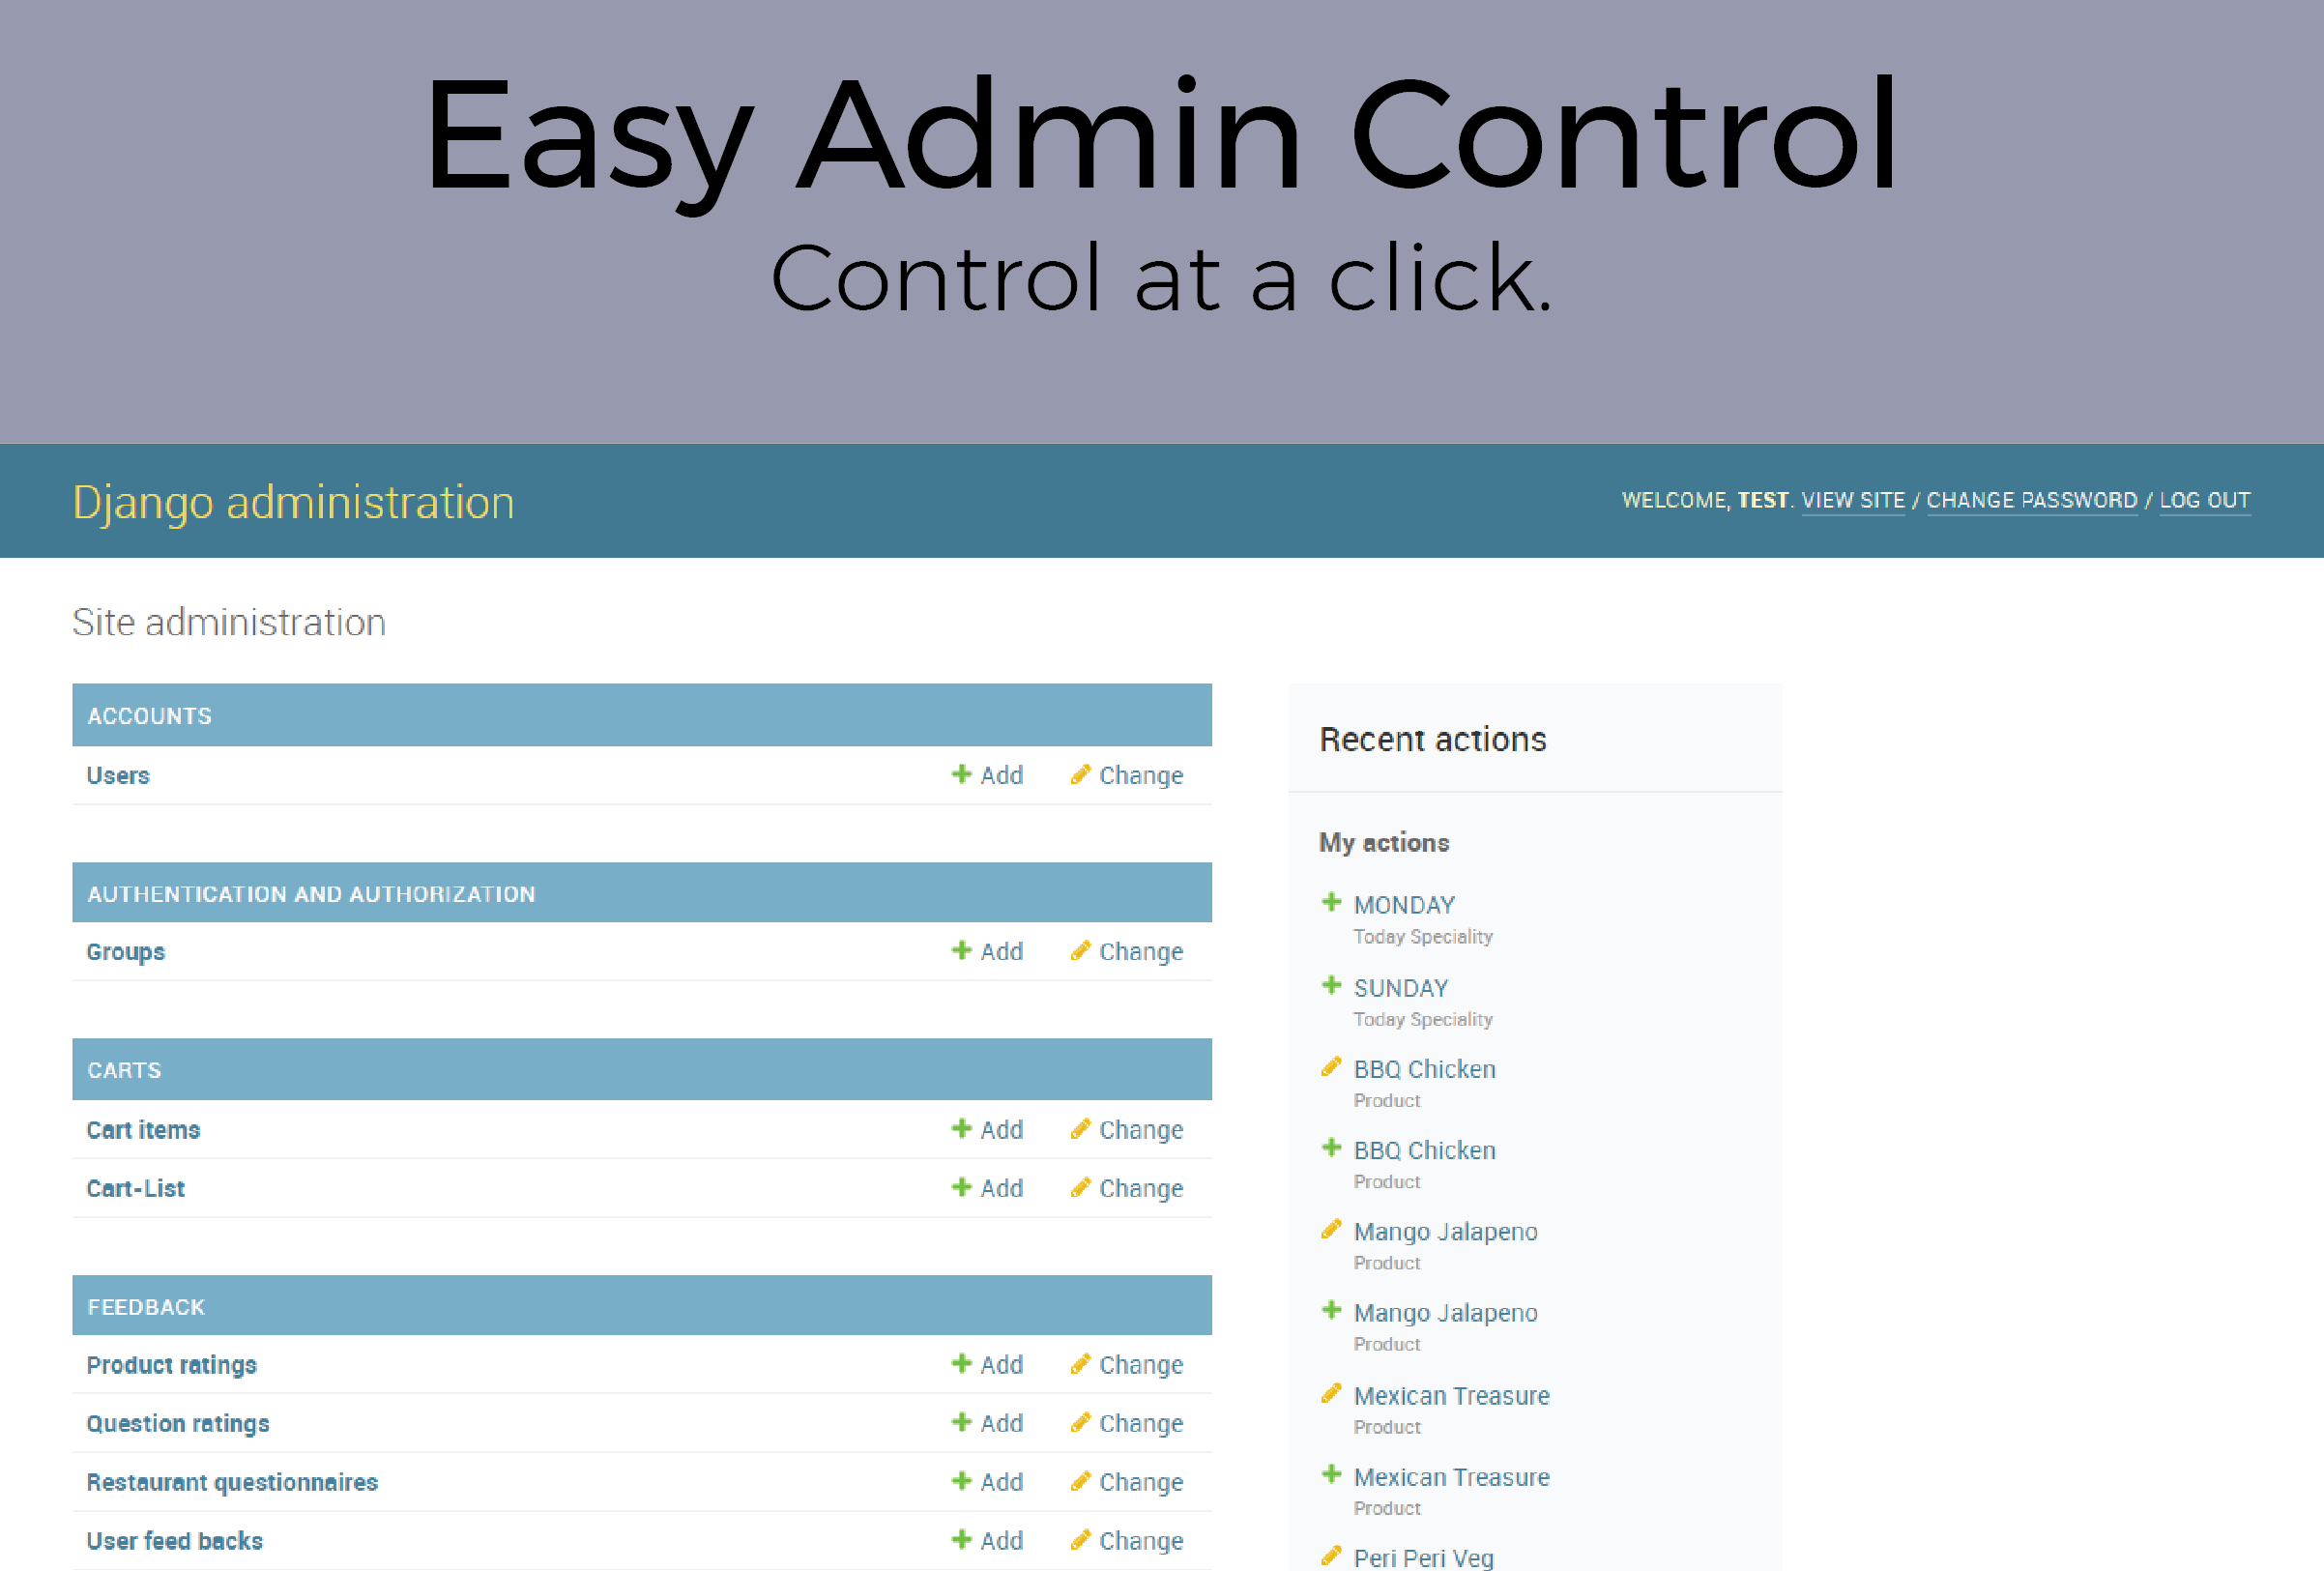 Easy Admin Control
Control at a click.
Django administration
WELCOME, TEST. VIEW SITE / CHANGE PASSWORD / LOG OUT
Site administration
ACCOUNTS
Users Add Change
AUTHENTICATION AND AUTHORIZATION
Groups Add Change
CARTS
Cart items Add Change
Cart-List Add Change
FEEDBACK
Product ratings Add Change
Question ratings Add Change
Restaurant questionnaires Add Change
User feed backs Add Change
Recent actions
My actions
MONDAY
Today Speciality
SUNDAY
Today Speciality
BBQ Chicken
Product
BBQ Chicken
Product
Mango Jalapeno
Product
Mango Jalapeno
Product
Mexican Treasure
Product
Mexican Treasure
Product
Peri Peri Veg